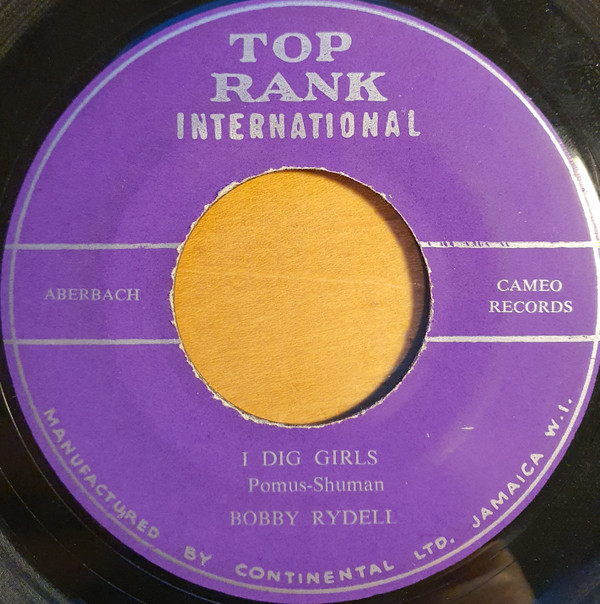 TOP
RANK
INTERNATIONAL
ABERBACH
CAMEO
RECORDS
I DIG GIRLS
Pomus-Shuman
BOBBY RYDELL
MANUFACTURED BY CONTINENTAL LTD. JAMAICA W.I.